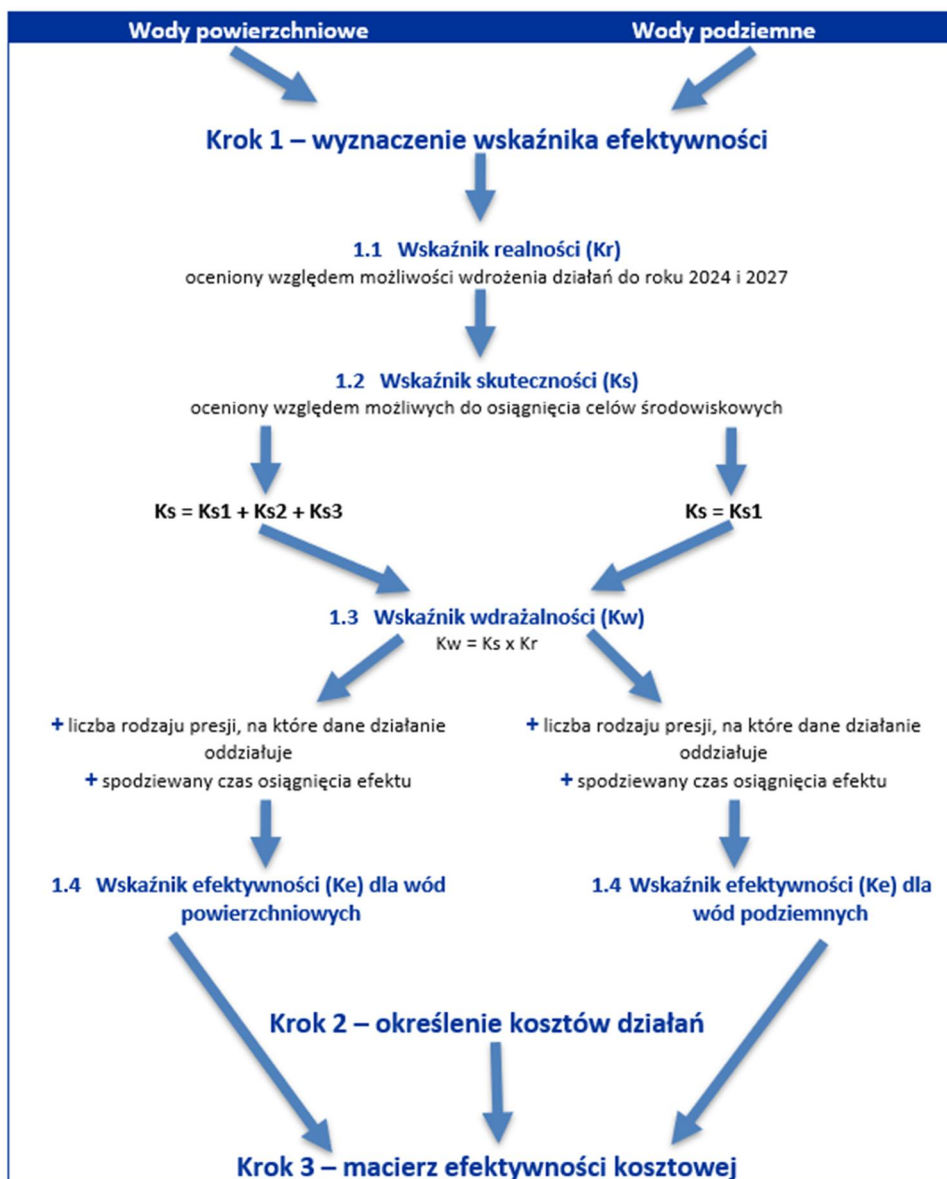 Wody powierzchniowe
Wody podziemne
Krok 1 – wyznaczenie wskaźnika efektywności
1.1 Wskaźnik realności (Kr)
oceniony względem możliwości wdrożenia działań do roku 2024 i 2027
1.2 Wskaźnik skuteczności (Ks)
oceniony względem możliwych do osiągnięcia celów środowiskowych
Ks = Ks1 + Ks2 + Ks3
Ks = Ks1
1.3 Wskaźnik wdrażalności (Kw)
Kw = Ks x Kr
+ liczba rodzaju presji, na które dane działanie
oddziałuje
+ spodziewany czas osiągnięcia efektu
+ liczba rodzaju presji, na które dane działanie
oddziałuje
+ spodziewany czas osiągnięcia efektu
1.4 Wskaźnik efektywności (Ke) dla wód
powierzchniowych
1.4 Wskaźnik efektywności (Ke) dla
wód podziemnych
Krok 2 – określenie kosztów działań
Krok 3 – macierz efektywności kosztowej